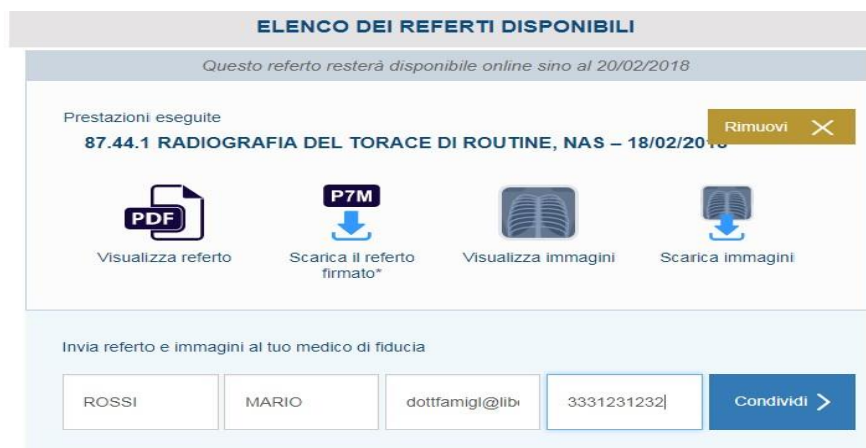 ELENCO DEI REFERTI DISPONIBILI
Questo referto resterà disponibile online sino al 20/02/2018
Prestazioni eseguite
Rimuovi
87.44.1 RADIOGRAFIA DEL TORACE DI ROUTINE, NAS – 18/02/2018
PDF
P7M
Visualizza referto
Scarica il referto
firmato*
Visualizza immagini
Scarica immagini
Invia referto e immagini al tuo medico di fiducia
ROSSI
MARIO
dottfamigl@lib
3331231232
Condividi